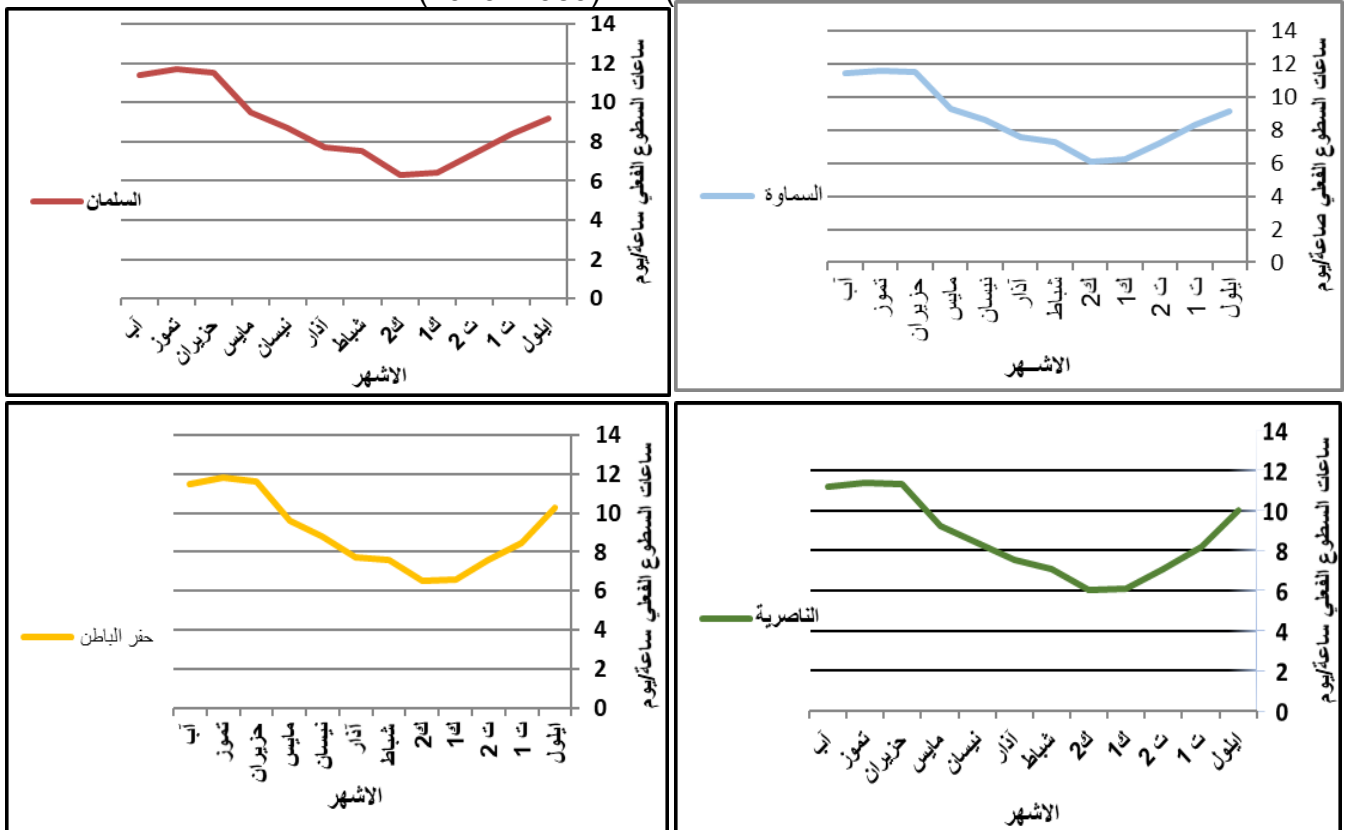 ساعات السطوع الفعلي صاعة/يوم
14
12
10
8
6
4
2
0
السماوة
ايلول
ت 1
ت 2
ك1
ك2
شباط
آذار
نيسان
مايس
حزيران
تموز
آب
الاشــهر
ساعات السطوع الفعلي ساعة/يوم
14
12
10
8
6
4
2
0
السلمان
ايلول
ت 1
ت 2
ك1
ك2
شباط
آذار
نيسان
مايس
حزيران
تموز
آب
الاشهر
ساعات السطوع الفعلي ساعة/يوم
14
12
10
8
6
4
2
0
الناصرية
ايلول
ت 1
ت 2
ك1
ك2
شباط
آذار
نيسان
مايس
حزيران
تموز
آب
الاشهر
ساعات السطوع الفعلي ساعة/يوم
14
12
10
8
6
4
2
0
حفر الباطن
ايلول
ت 1
ت 2
ك1
ك2
شباط
آذار
نيسان
مايس
حزيران
تموز
آب
الاشهر